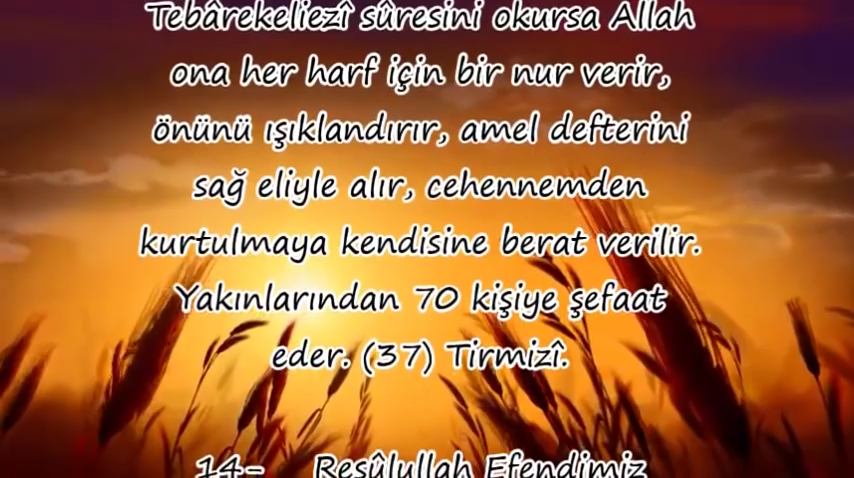 Tebârekeliezî sûresini okursa Allah
ona her harf için bir nur verir,
önünü ışıklandırır, amel defterini
sağ eliyle alır, cehennemden
kurtulmaya kendisine berat verilir.
Yakınlarından 70 kişiye şefaat
eder. (37) Tirmizî.
14- Resûlullah Efendimiz